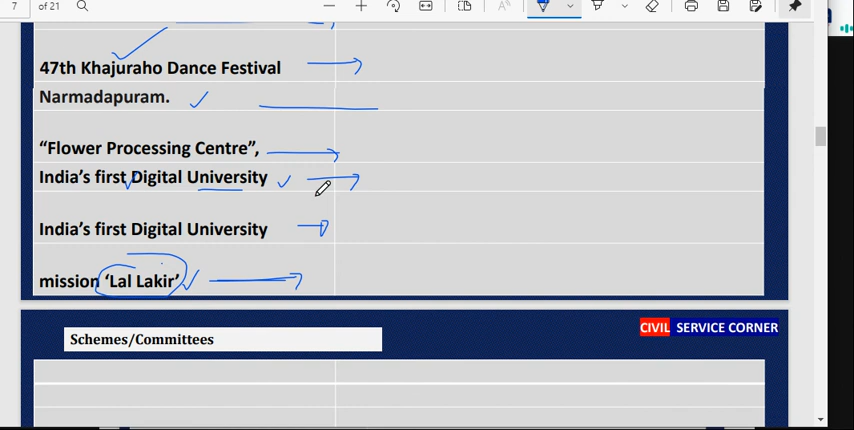 7 of 21
47th Khajuraho Dance Festival
Narmadapuram.
“Flower Processing Centre”,
India’s first Digital University
India’s first Digital University
mission ‘Lal Lakir’
Schemes/Committees
CIVIL SERVICE CORNER